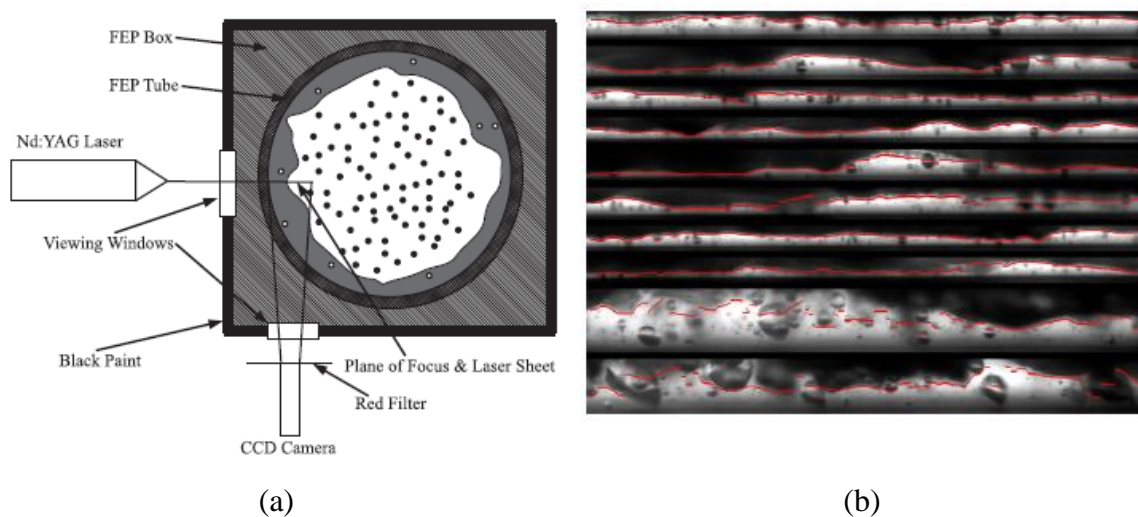 FEP Box
FEP Tube
Nd:YAG Laser
Viewing Windows
Black Paint
Plane of Focus & Laser Sheet
Red Filter
CCD Camera
(a)
(b)